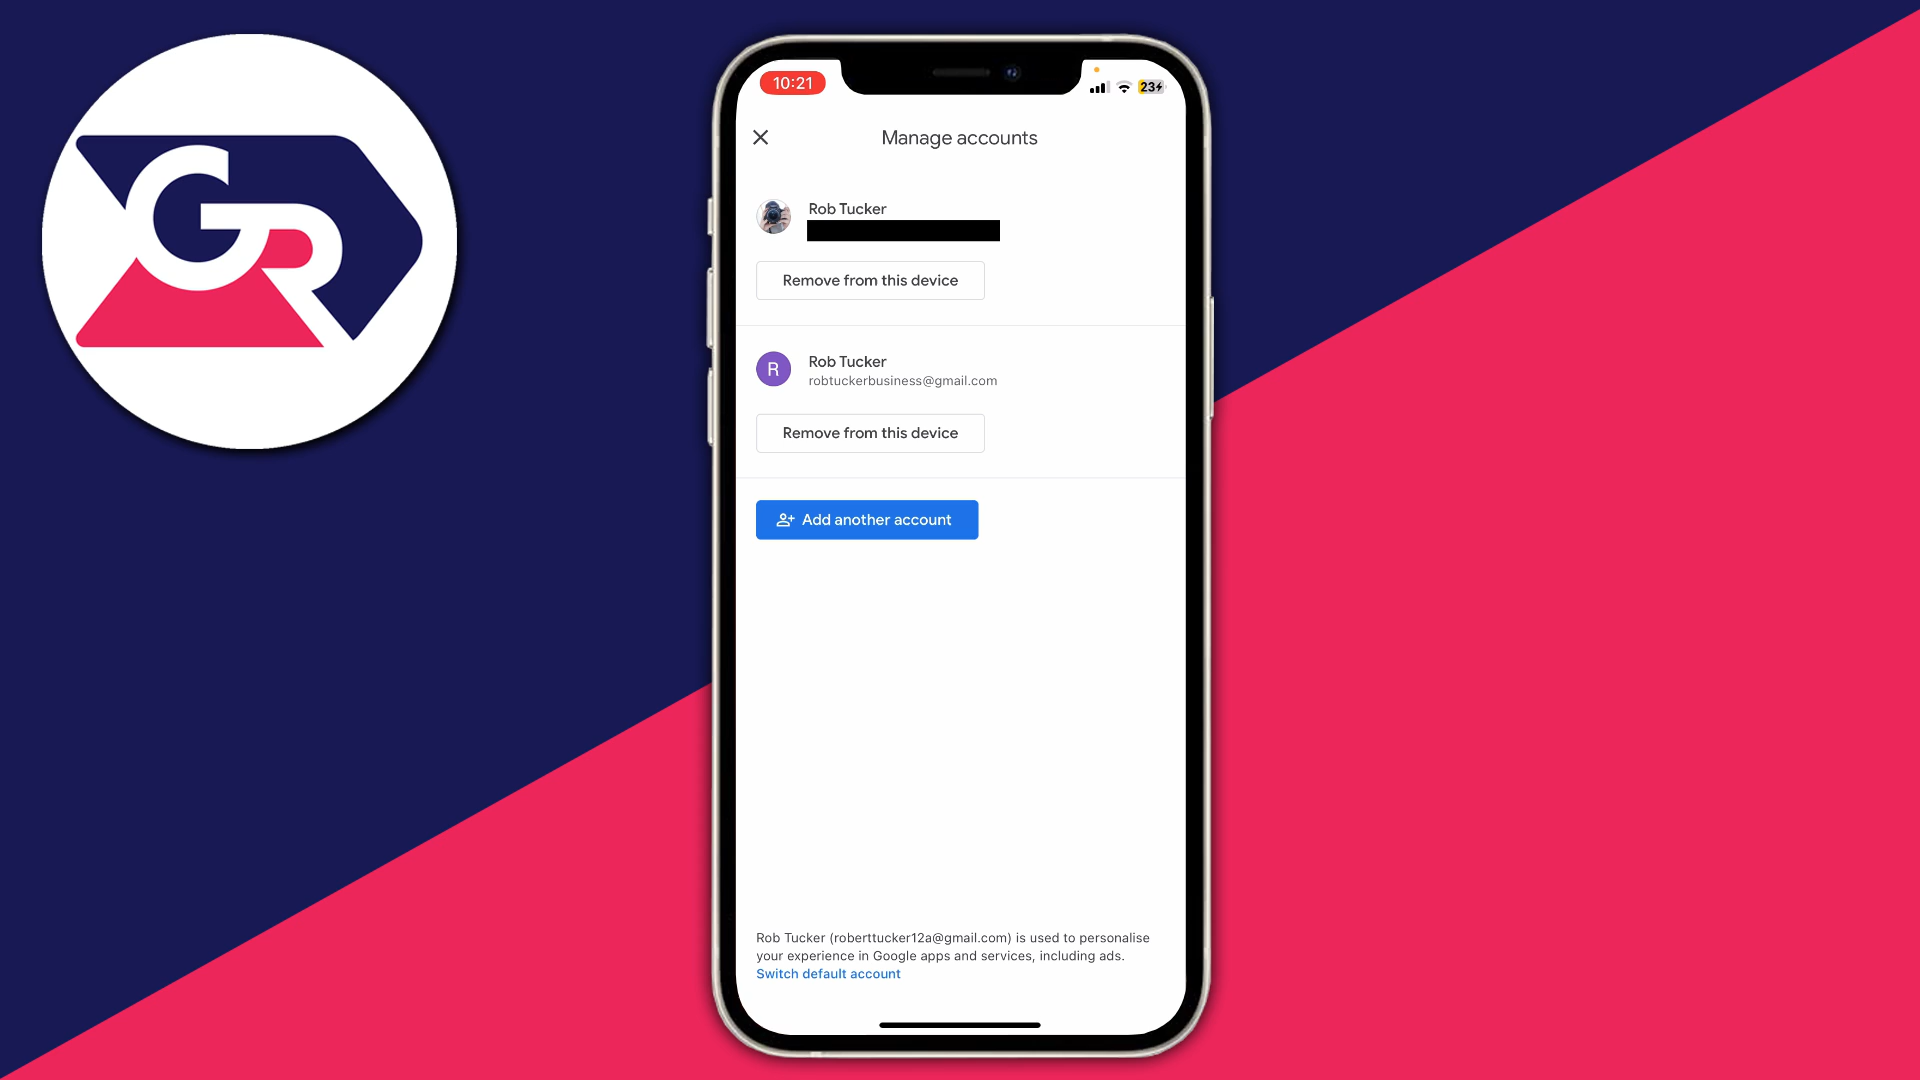 GR
10:21
23
Manage accounts
Rob Tucker
Remove from this device
R
Rob Tucker
robtuckerbusiness@gmail.com
Remove from this device
Add another account
Rob Tucker (roberttucker12a@gmail.com) is used to personalise
your experience in Google apps and services, including ads.
Switch default account